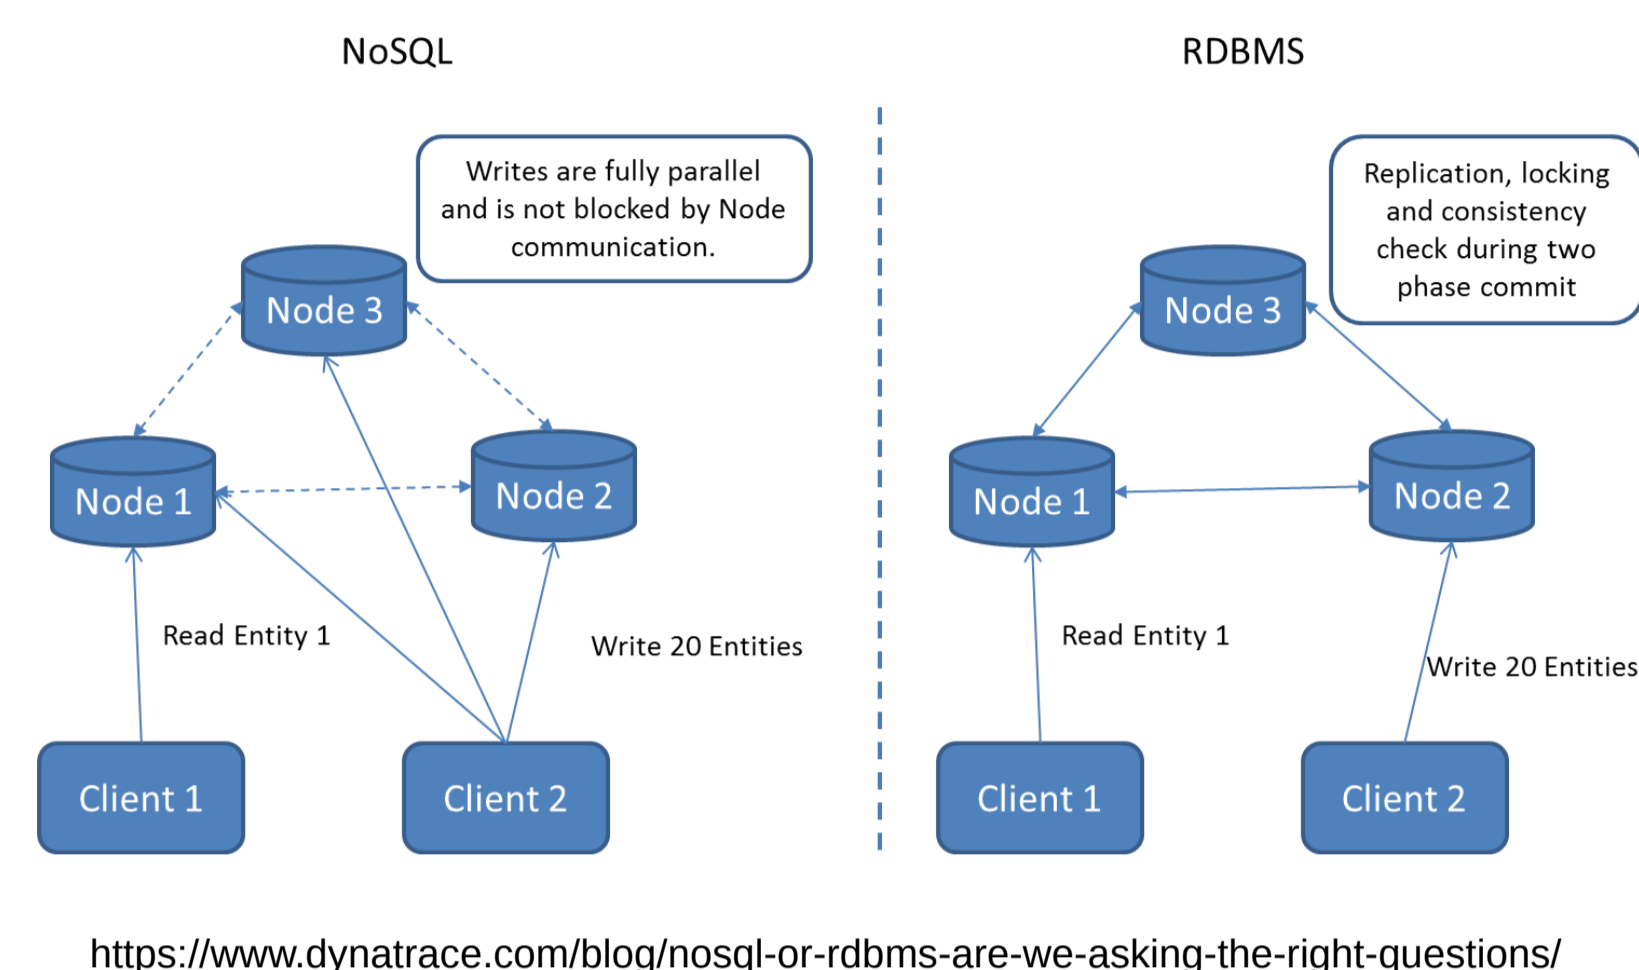 NoSQL
Writes are fully parallel
and is not blocked by Node
communication.
Node 3
Node 1
Node 2
Read Entity 1
Write 20 Entities
Client 1
Client 2
RDBMS
Replication, locking
and consistency
check during two
phase commit
Node 3
Node 1
Node 2
Read Entity 1
Write 20 Entities
Client 1
Client 2
https://www.dynatrace.com/blog/nosql-or-rdbms-are-we-asking-the-right-questions/